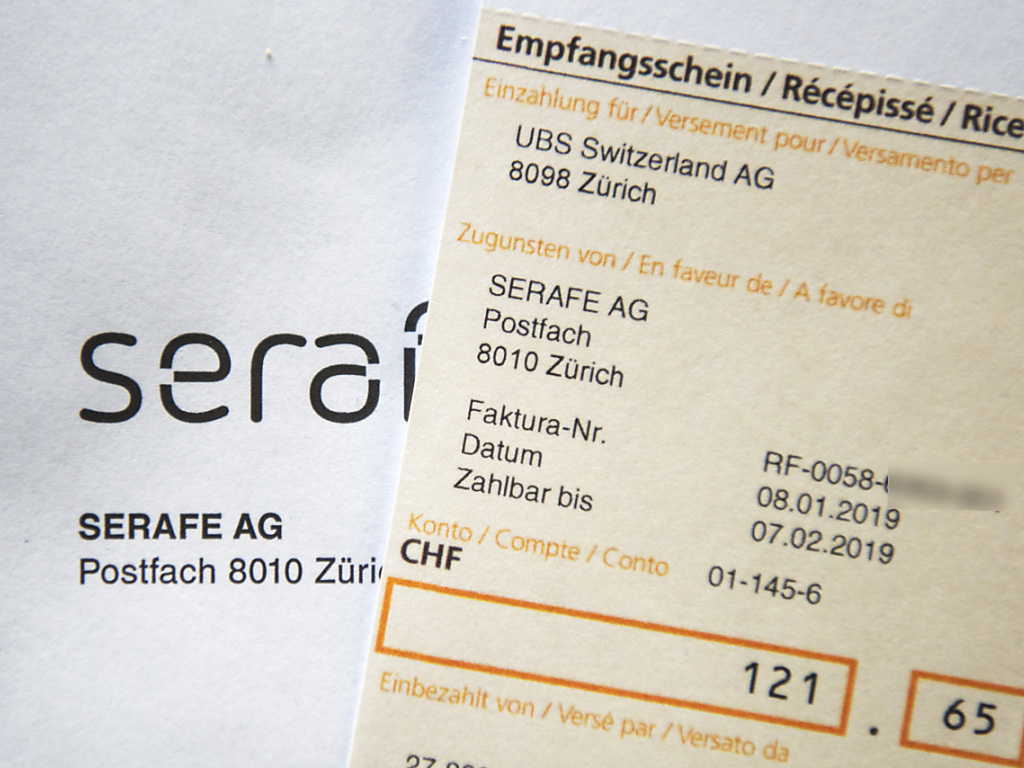 seraf
SERAFE AG
Postfach 8010 Züri
Empfangsschein / Récépissé / Rice
Einzahlung für / Versement pour / Versamento per
UBS Switzerland AG
8098 Zürich
Zugunsten von / En faveur de / A favore di
SERAFE AG
Postfach
8010 Zürich
Faktura-Nr. RF-0058-
Datum 08.01.2019
Zahlbar bis 07.02.2019
Konto / Compte / Conto 01-145-6
CHF
121 . 65
Einbezahlt von / Versé par / Versato da